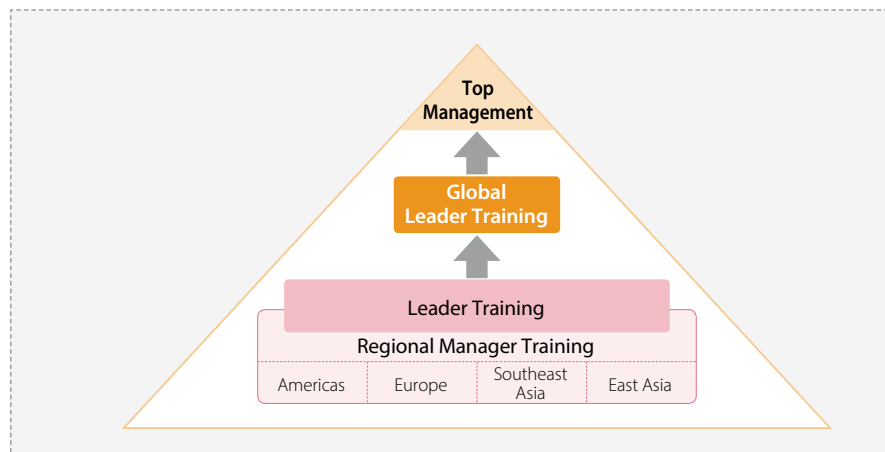 Top
Management
Global
Leader Training
Leader Training
Regional Manager Training
Americas
Europe
Southeast
Asia
East Asia